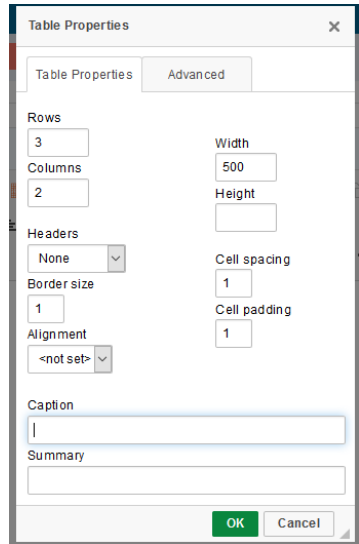 Table Properties
Table Properties
Advanced
Rows
3
Width
500
Columns
2
Height
Headers
None
Cell spacing
1
Border size
1
Cell padding
1
Alignment
<not set>
Caption
Summary
OK
Cancel